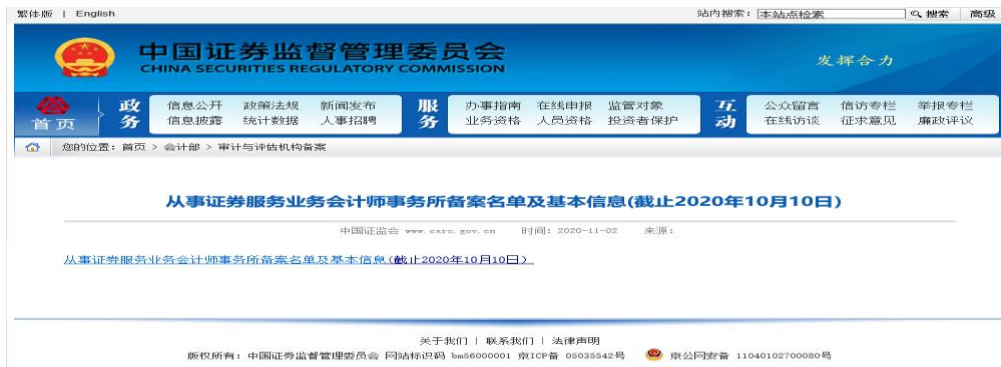 繁体版 | English 站内搜索: 本站点检索 搜索 高级
中国证券监督管理委员会
CHINA SECURITIES REGULATORY COMMISSION
发挥合力
首页 政务 信息公开 政策法规 新闻发布 服务 办事指南 在线申报 监管对象 互动 公众留言 信访专栏 举报专栏
信息披露 统计数据 人事招聘 业务资格 人员资格 投资者保护 在线访谈 征求意见 廉政评议
您的位置: 首页 > 会计部 > 审计与评估机构备案
从事证券服务业务会计师事务所备案名单及基本信息(截止2020年10月10日)
中国证监会 www.csrc.gov.cn 时间: 2020-11-02 来源:
从事证券服务业务会计师事务所备案名单及基本信息(截止2020年10月10日)
关于我们 | 联系我们 | 法律声明
版权所有: 中国证券监督管理委员会 网站标识码 bm56000001 京ICP备 05035542号 京公网安备 11040102700080号